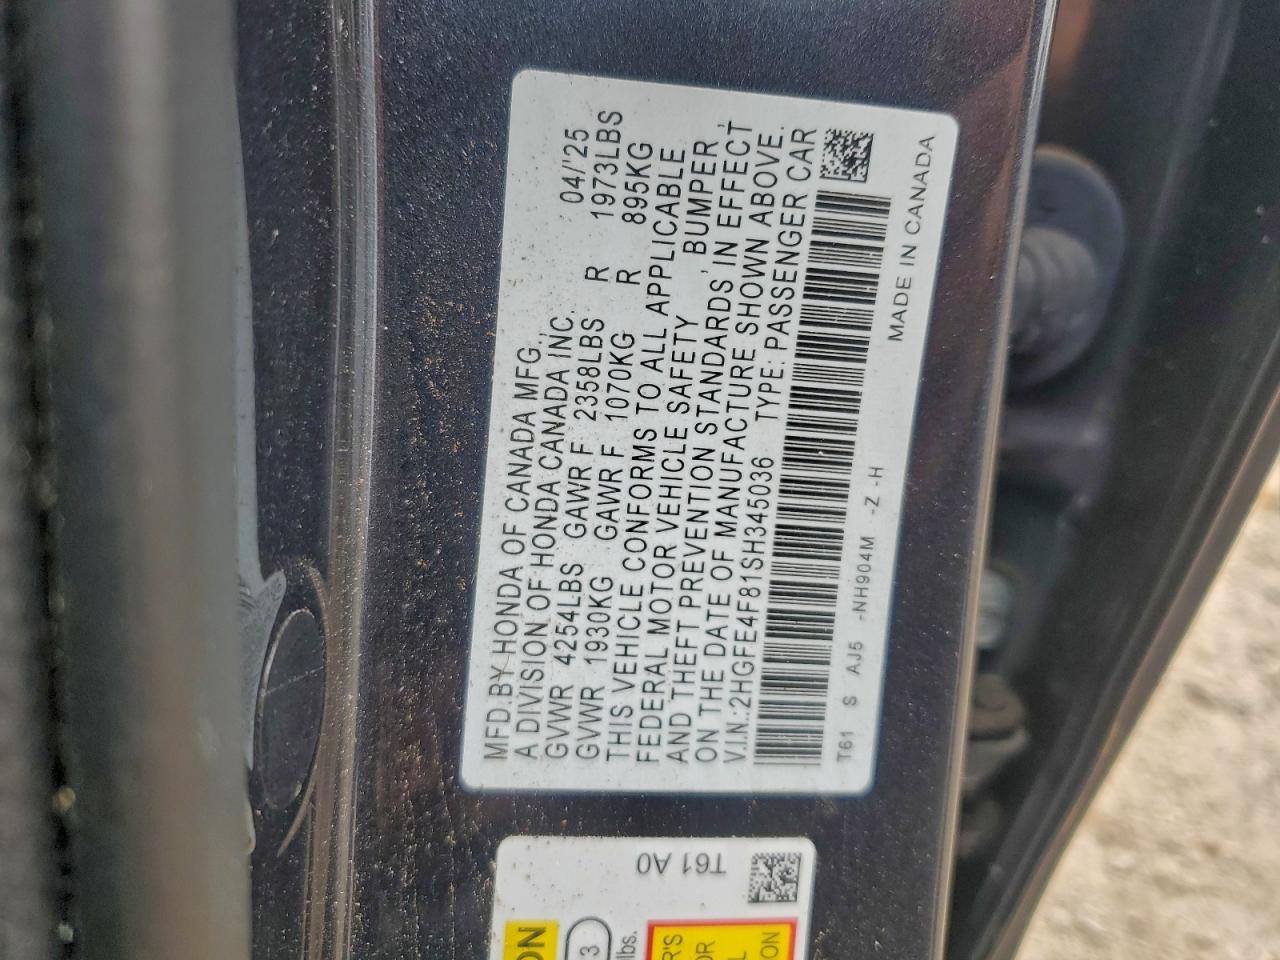 MFD.BY HONDA OF CANADA MFG.,
A DIVISION OF HONDA CANADA INC. 04/'25
GVWR 4254LBS GAWR F 2358LBS R 1973LBS
GVWR 1930KG GAWR F 1070KG R 895KG
THIS VEHICLE CONFORMS TO ALL APPLICABLE
FEDERAL MOTOR VEHICLE SAFETY, BUMPER,
AND THEFT PREVENTION STANDARDS IN EFFECT
ON THE DATE OF MANUFACTURE SHOWN ABOVE.
V.I.N.:2HGFE4F81SH345036 TYPE: PASSENGER CAR
T61 S AJ5 -NH904M -Z -H MADE IN CANADA
T61 A0
3
lbs.